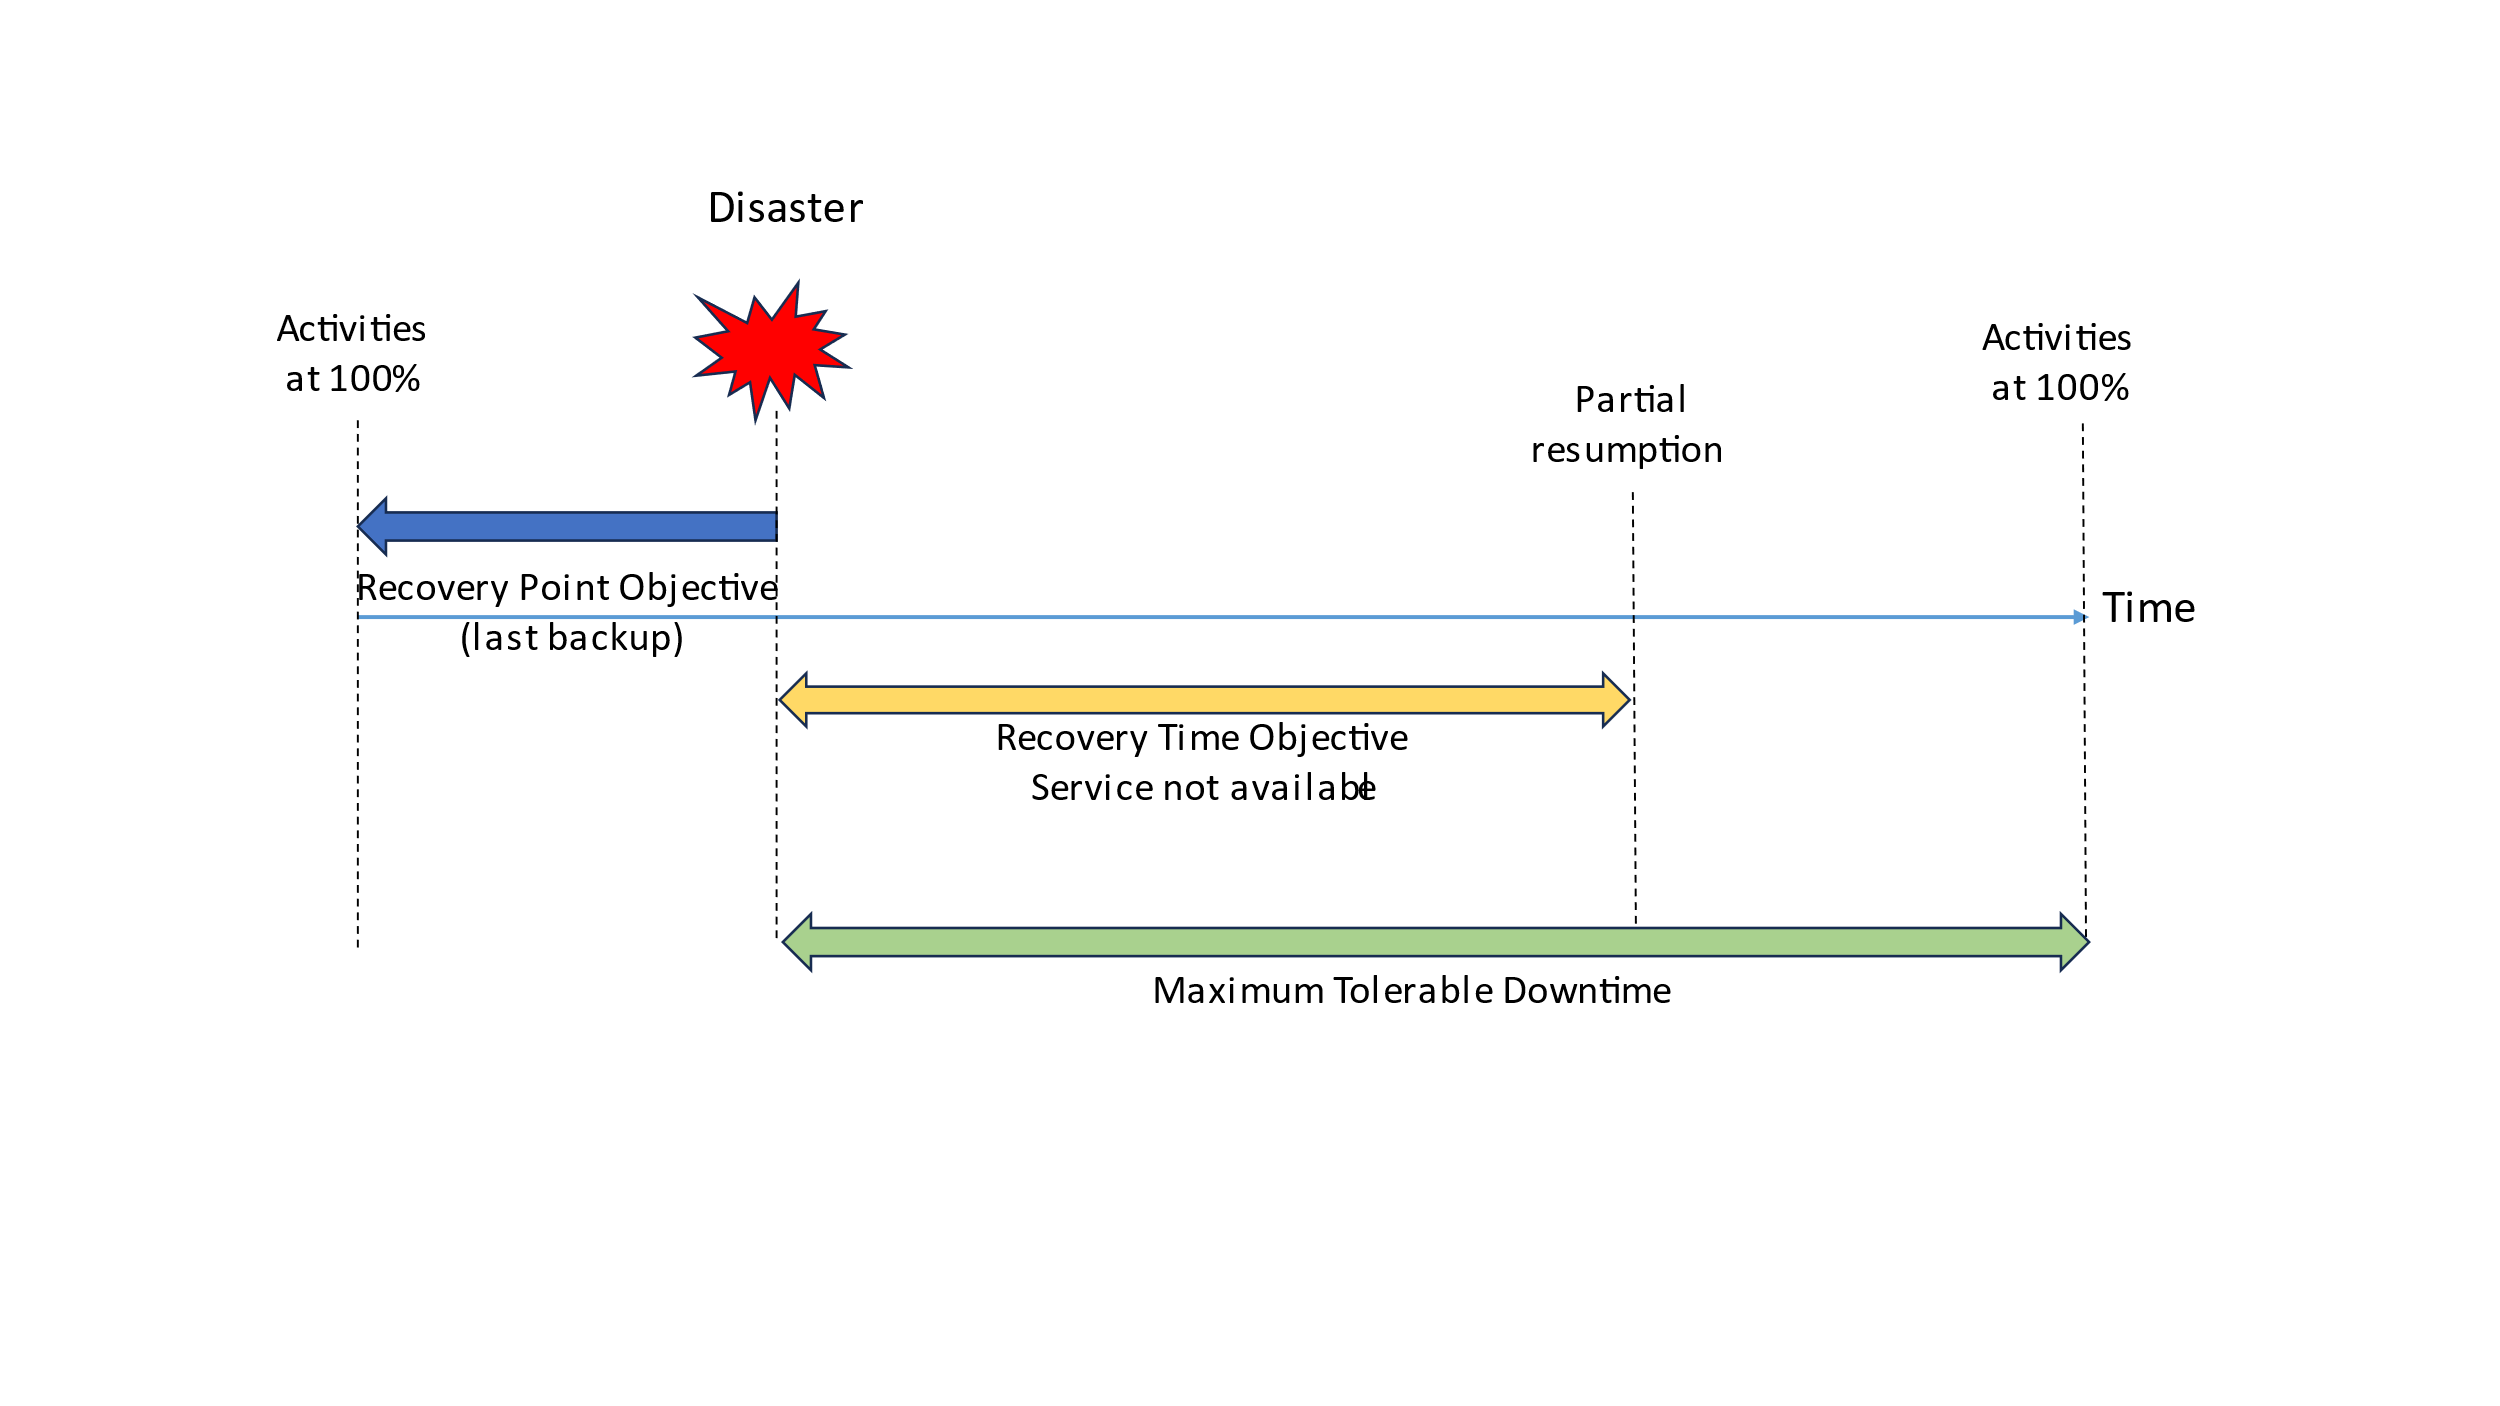 Disaster
Activities
at 100%
Activities
at 100%
Partial
resumption
Recovery Point Objective
(last backup)
Time
Recovery Time Objective
Service not available
Maximum Tolerable Downtime